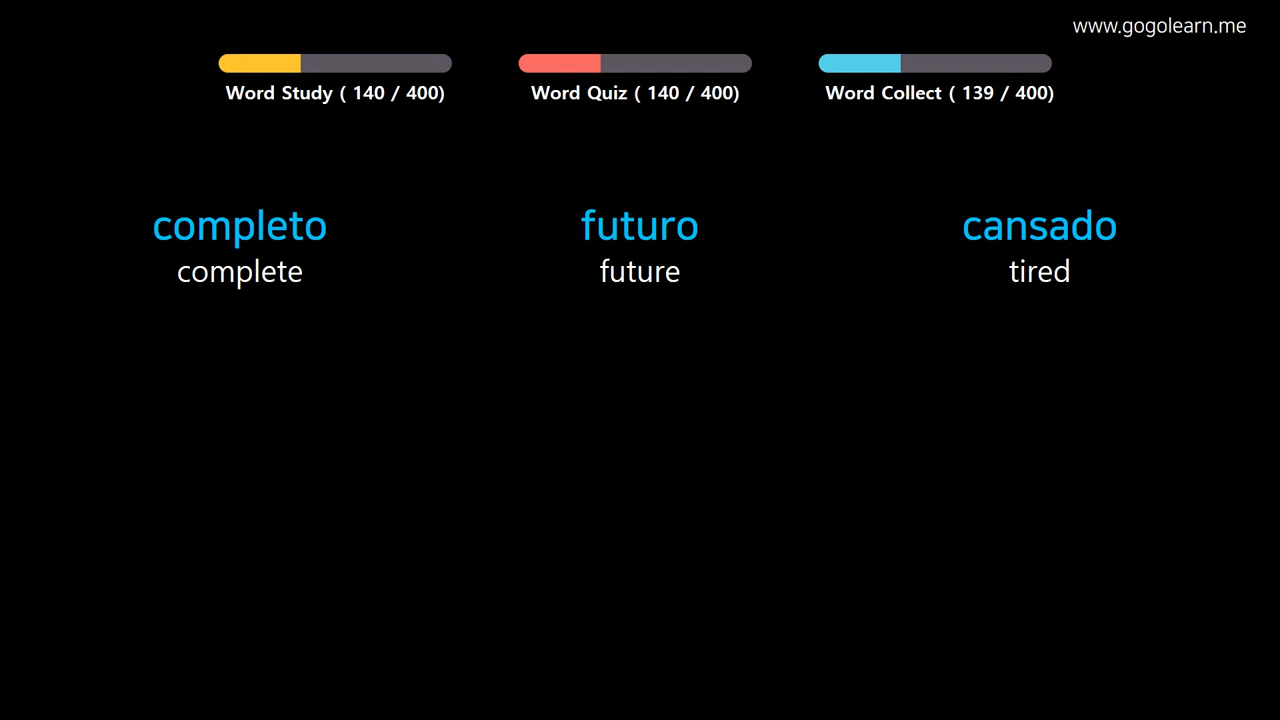 www.gogolearn.me
Word Study ( 140 / 400)
Word Quiz ( 140 / 400)
Word Collect ( 139 / 400)
completo
complete
futuro
future
cansado
tired